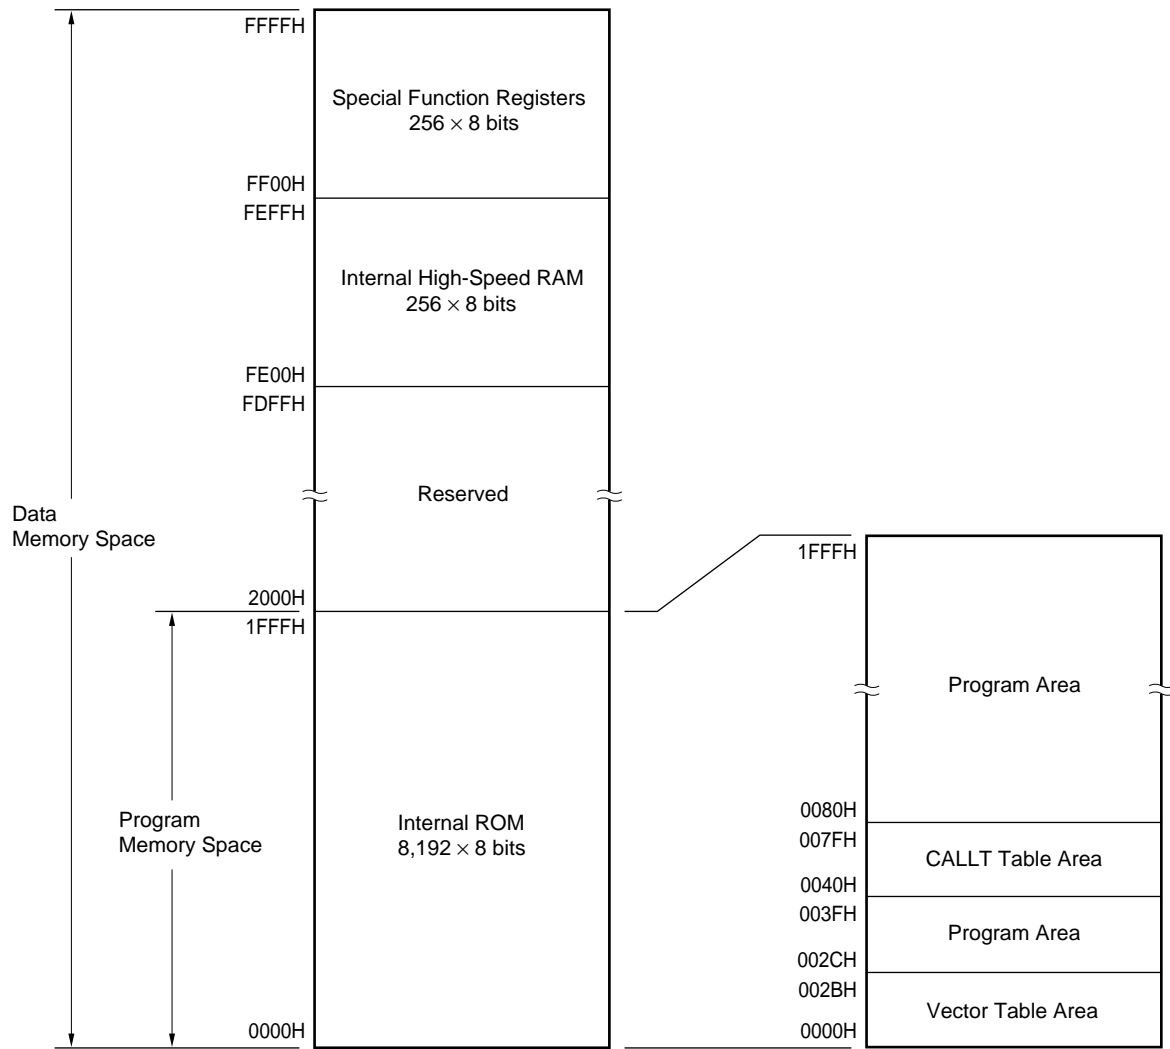 FFFFH
Special Function Registers
256 × 8 bits
FF00H
FEFFH
Internal High-Speed RAM
256 × 8 bits
FE00H
FDFFH
Reserved
Data
Memory Space
2000H
1FFFH
Program
Memory Space
Internal ROM
8,192 × 8 bits
0000H
1FFFH
Program Area
0080H
007FH
CALLT Table Area
0040H
003FH
Program Area
002CH
002BH
Vector Table Area
0000H